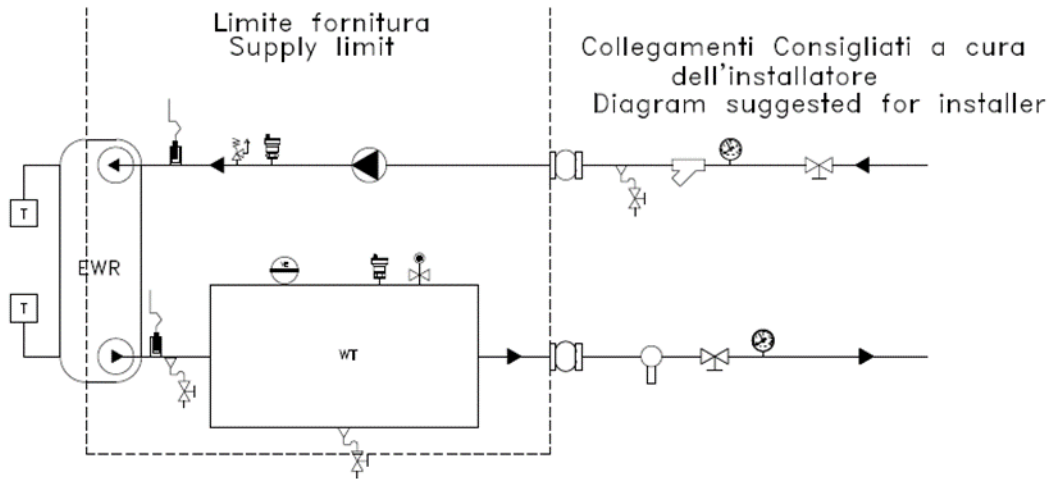 Limite fornitura
Supply limit
Collegamenti Consigliati a cura
dell'installatore
Diagram suggested for installer
T
EWR
T
WT